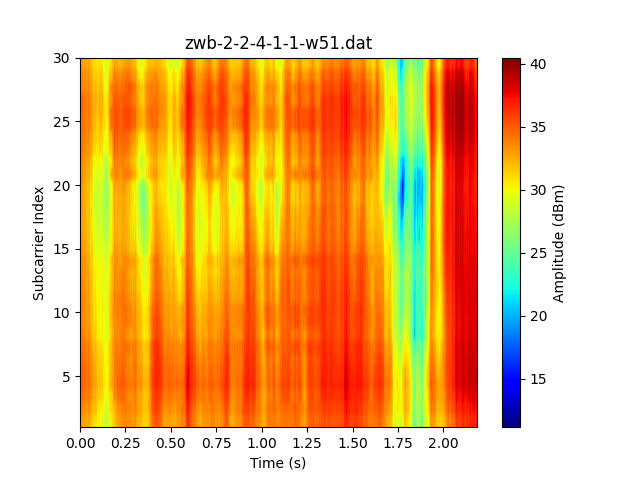 zwb-2-2-4-1-1-w51.dat
30
25
20
15
10
5
Subcarrier Index
0.00 0.25 0.50 0.75 1.00 1.25 1.50 1.75 2.00
Time (s)
40
35
30
25
20
15
Amplitude (dBm)